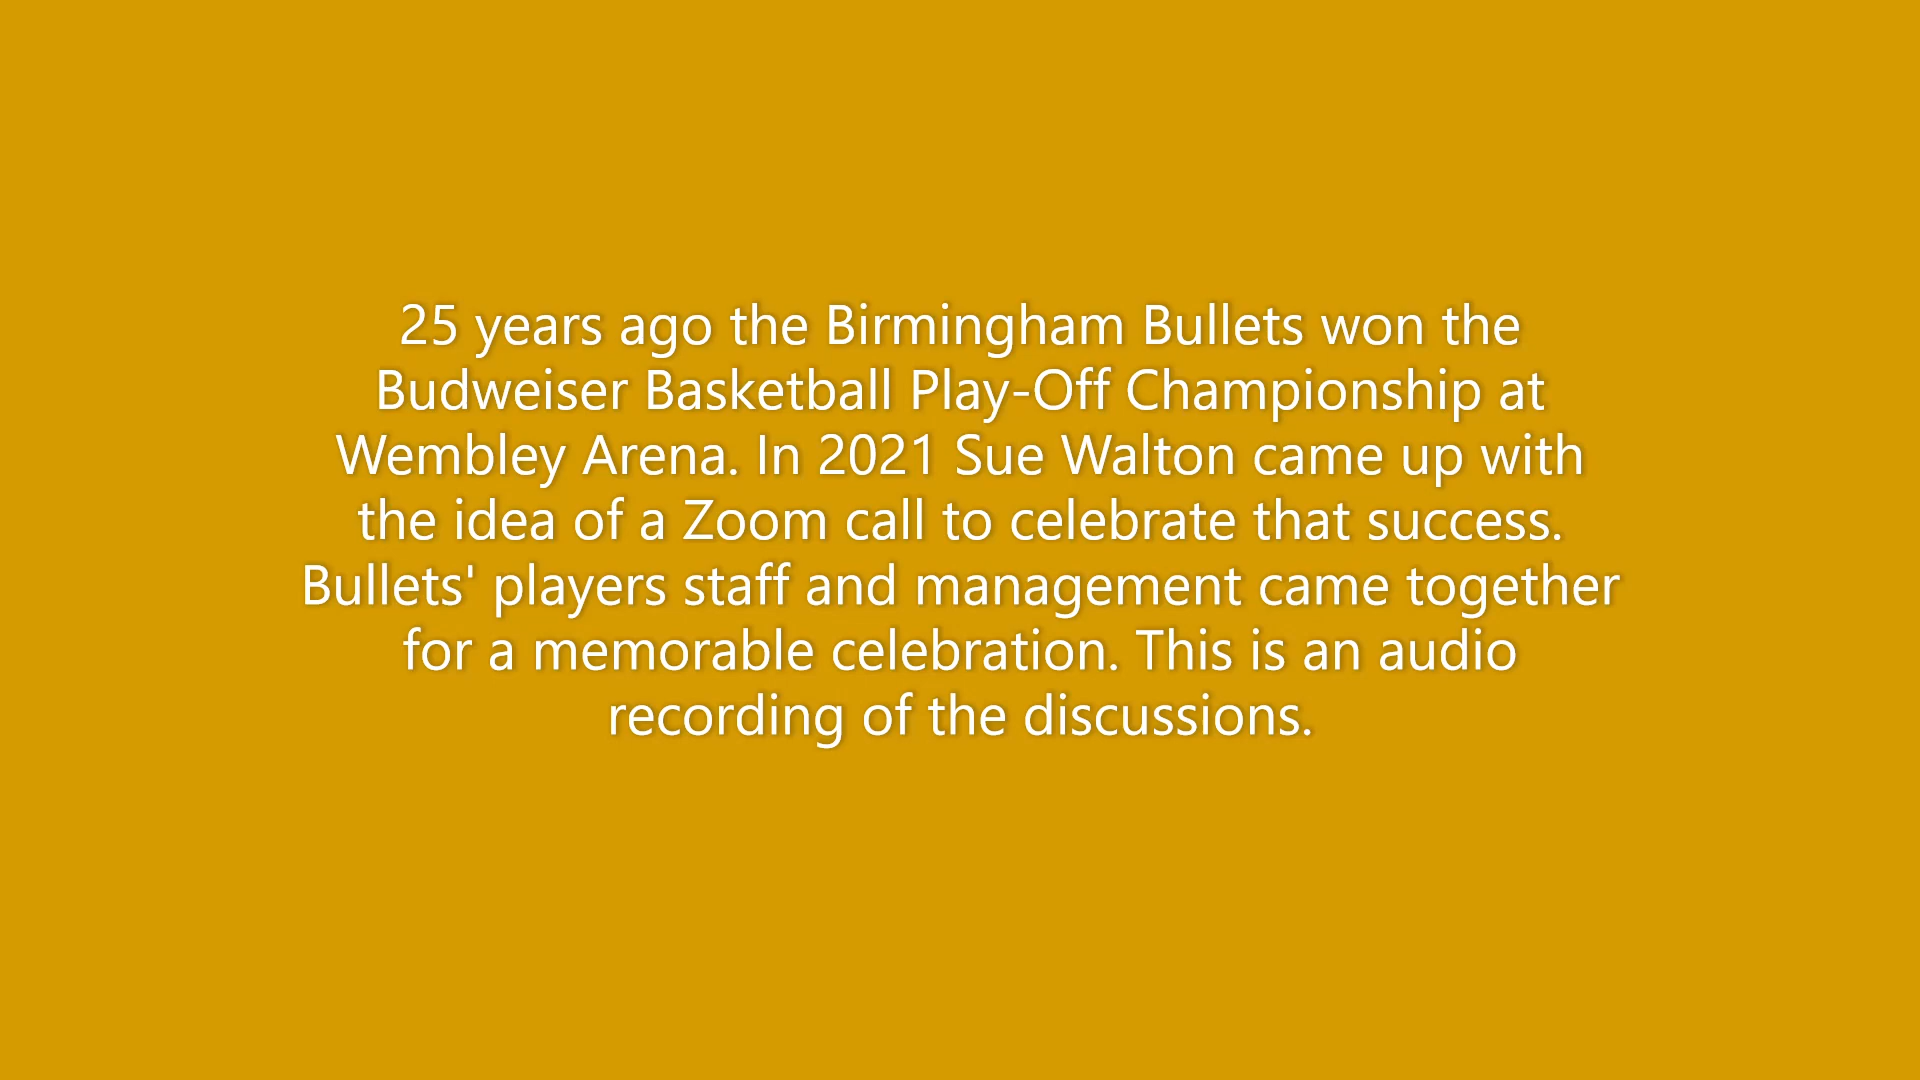 25 years ago the Birmingham Bullets won the
Budweiser Basketball Play-Off Championship at
Wembley Arena. In 2021 Sue Walton came up with
the idea of a Zoom call to celebrate that success.
Bullets' players staff and management came together
for a memorable celebration. This is an audio
recording of the discussions.